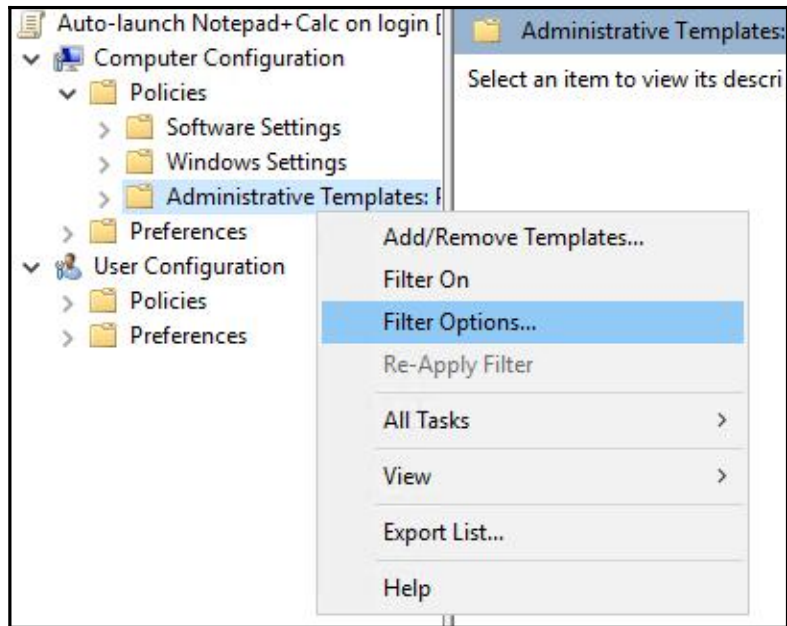 Auto-launch Notepad+Calc on login [
Computer Configuration
Policies
Software Settings
Windows Settings
Administrative Templates:
Preferences
User Configuration
Policies
Preferences
Administrative Templates:
Select an item to view its descri
Add/Remove Templates...
Filter On
Filter Options...
Re-Apply Filter
All Tasks
View
Export List...
Help